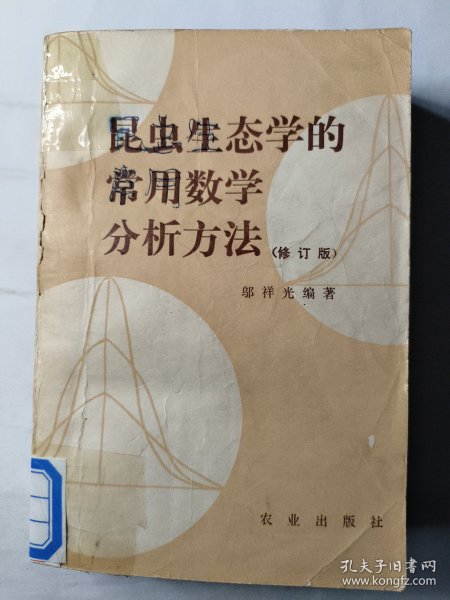 昆虫生态学的
常用数学
分析方法(修订版)
邬祥光编著
农业出版社
孔夫子旧书网
www.kongfz.com